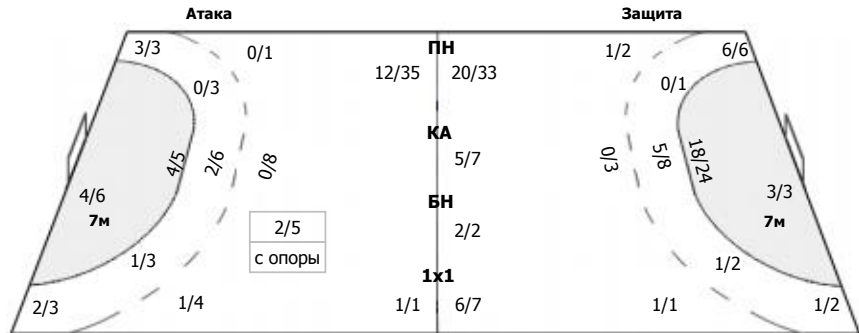 Атака Защита
3/3 0/1 ПН 1/2 6/6
12/35 20/33
0/3 0/1
КА
4/5 2/6 0/8 5/7 0/3 5/8 18/24
4/6 3/3
7м БН 7м
2/5 2/2
с опоры
1/3 1/2
1x1
2/3 1/4 1/1 6/7 1/1 1/2